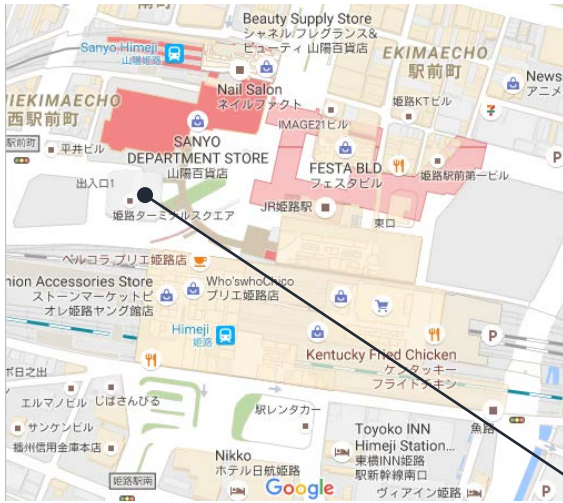 南町
Beauty Supply Store
シャネル フレグランス&
ビューティ 山陽百貨店
Sanyo Himeji
山陽姫路
EKIMAECHO
駅前町
News
アニメ
Nail Salon
ネイルファクト
姫路KTビル
NIEKIMAECHO
西駅前町
IMAGE21ビル
SANYO
DEPARTMENT STORE
山陽百貨店
駅前町
平井ビル
FESTA BLD
フェスタビル
姫路駅前第一ビル
P
出入口1
JR姫路駅
姫路ターミナルスクエア
東口
ベルコラ プリエ姫路店
nion Accessories Store
ストーンマーケットピ
オレ姫路ヤング館店
Who'swhoChico
プリエ姫路店
Himeji
姫路
P
Kentucky Fried Chicken
ケンタッキー
フライドチキン
ポ日之出
エルマノビル
じばさんびる
駅レンタカー
魚路
サンケンビル
播州信用金庫本店
Toyoko INN
Himeji Station...
東横INN姫路
駅新幹線南口
Nikko
ホテル日航姫路
姫路駅南
Google
ヴィアイン姫路
P